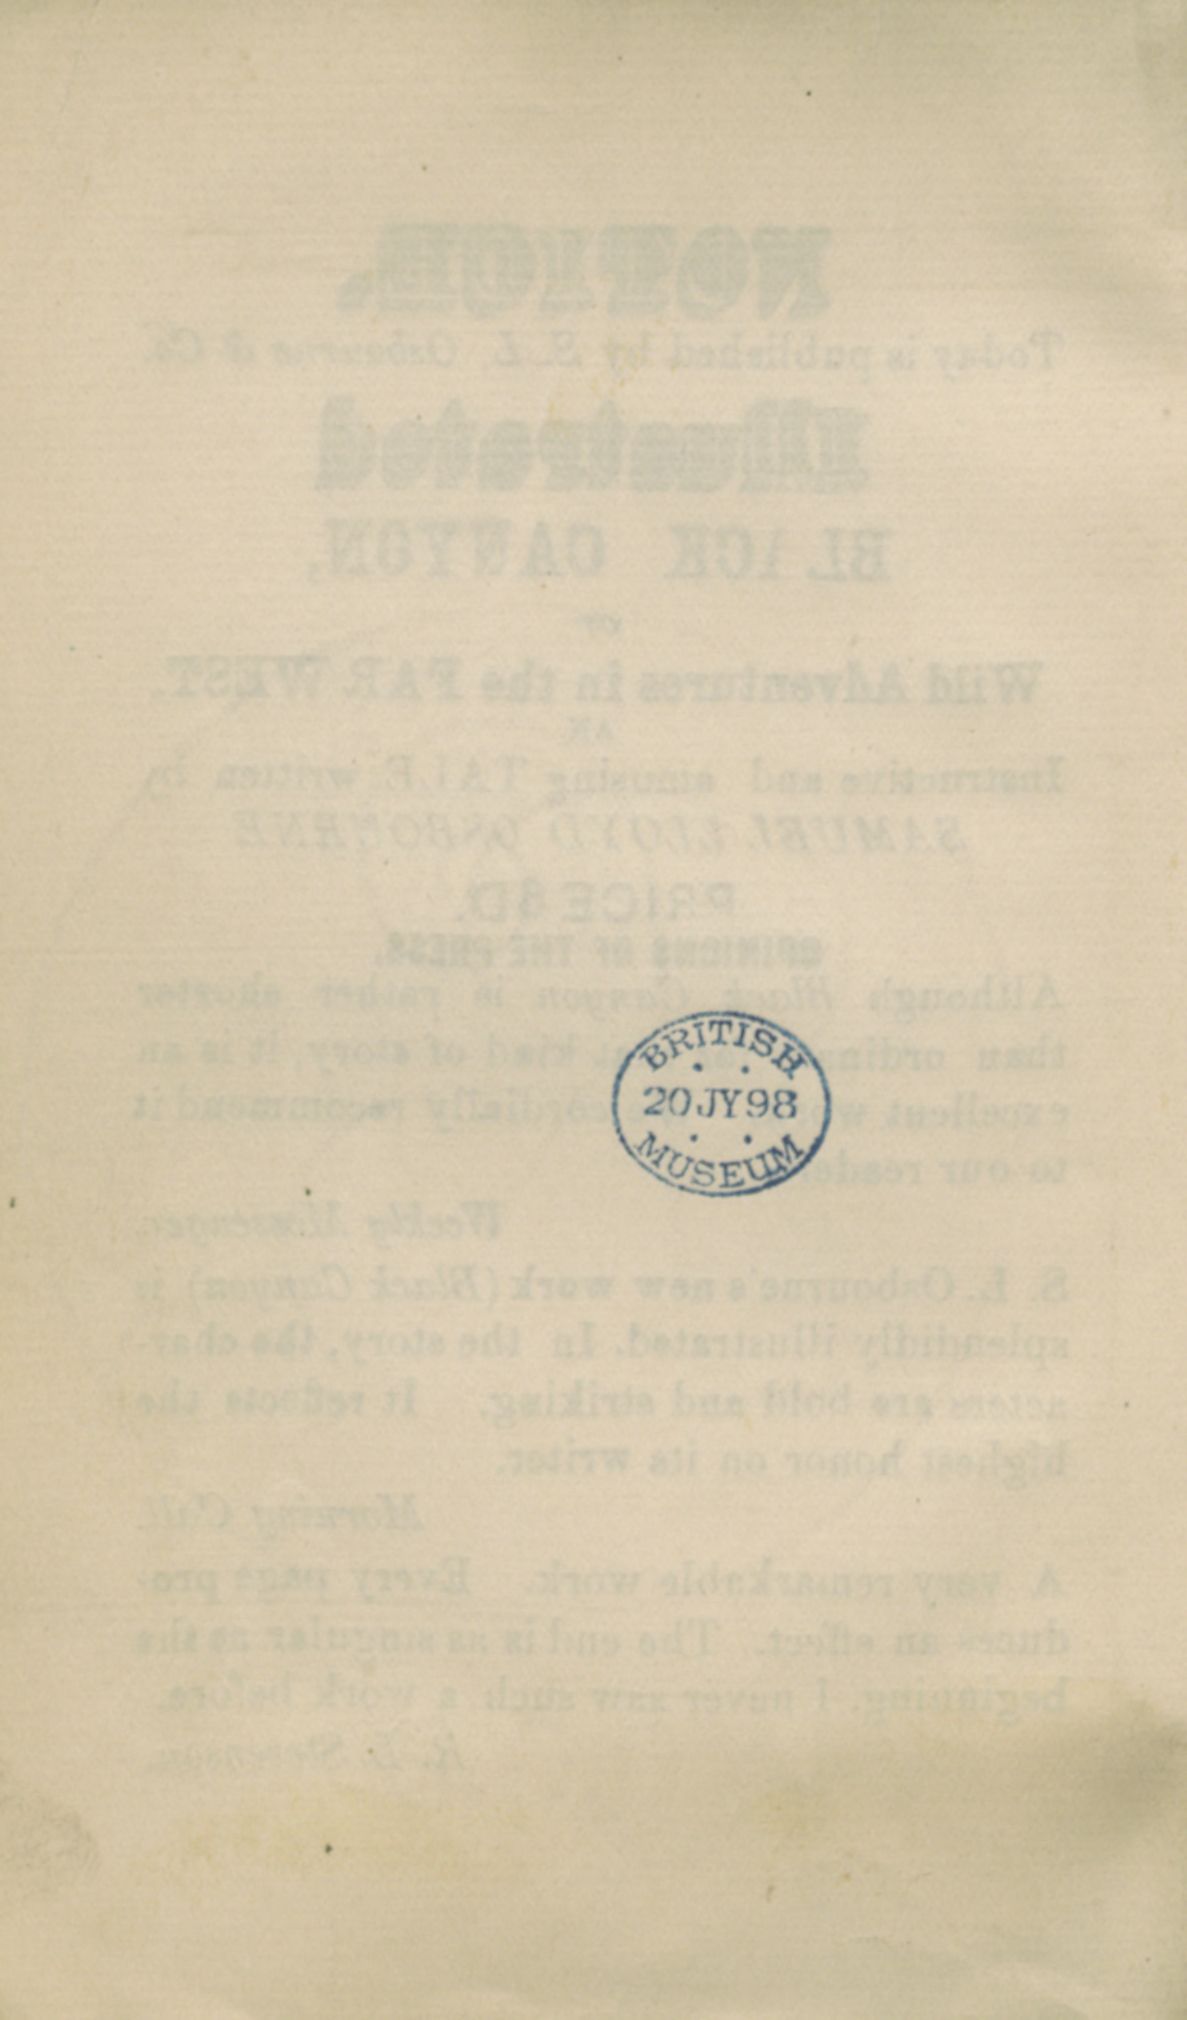 NOTICE.
Today is published by S. L. Osbourne & Co.
Illustrated
BLACK CANYON,
or
Wild Adventures in the FAR WEST.
AN
Instructive and amusing TALE written by
SAMUEL LLOYD OSBOURNE
PRICE 6D.
OPINIONS OF THE PRESS.
Although Black Canyon is rather shorter
than kind of story, it is an
excellent cordially recommend it
to our
Weekly Messenger.
S. L. Osbourne's new work (Black Canyon) is
splendidly illustrated. In the story, the char-
acters are bold and striking. It reflects the
highest honor on its writer.
Morning Call.
A very remarkable work. Every page pro-
duces an effect. The end is as singular as the
beginning. I never saw such a work before.
R. L. Stevenson.
BRITISH
20 JY 98
MUSEUM